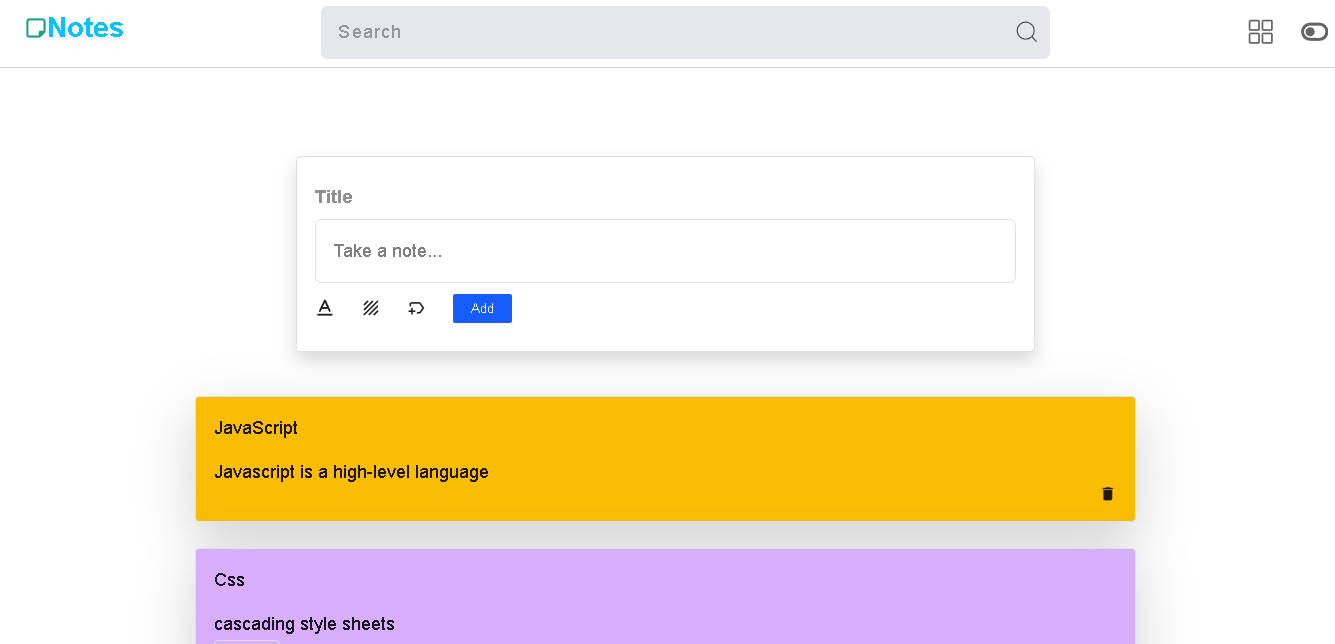 Notes
Search
Title
Take a note...
Add
JavaScript
Javascript is a high-level language
Css
cascading style sheets